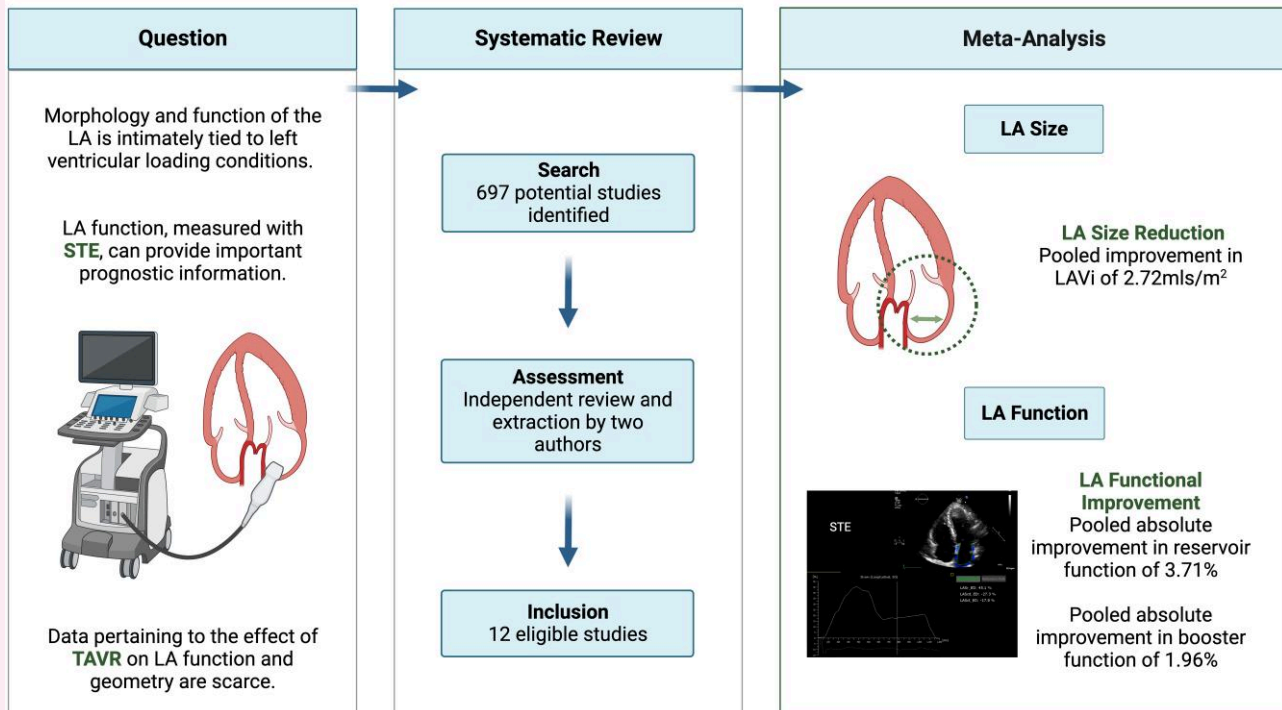 Question
Morphology and function of the
LA is intimately tied to left
ventricular loading conditions.
LA function, measured with
STE, can provide important
prognostic information.
Data pertaining to the effect of
TAVR on LA function and
geometry are scarce.
Systematic Review
Search
697 potential studies
identified
Assessment
Independent review and
extraction by two
authors
Inclusion
12 eligible studies
Meta-Analysis
LA Size
LA Size Reduction
Pooled improvement in
LAVi of 2.72mls/m²
LA Function
STE
LA Functional
Improvement
Pooled absolute
improvement in reservoir
function of 3.71%
Pooled absolute
improvement in booster
function of 1.96%